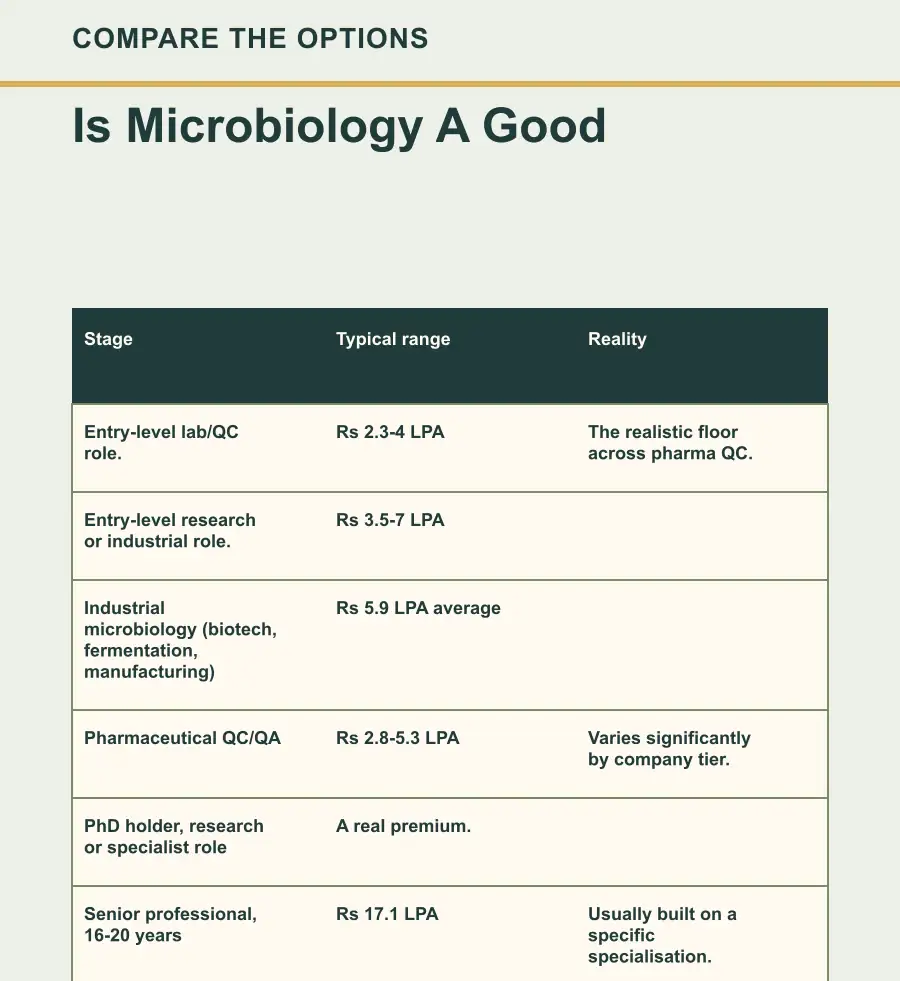 COMPARE THE OPTIONS
Is Microbiology A Good
Stage Typical range Reality
Entry-level lab/QC Rs 2.3-4 LPA The realistic floor
role. across pharma QC.
Entry-level research Rs 3.5-7 LPA
or industrial role.
Industrial Rs 5.9 LPA average
microbiology (biotech,
fermentation,
manufacturing)
Pharmaceutical QC/QA Rs 2.8-5.3 LPA Varies significantly
by company tier.
PhD holder, research A real premium.
or specialist role
Senior professional, Rs 17.1 LPA Usually built on a
16-20 years specific
specialisation.